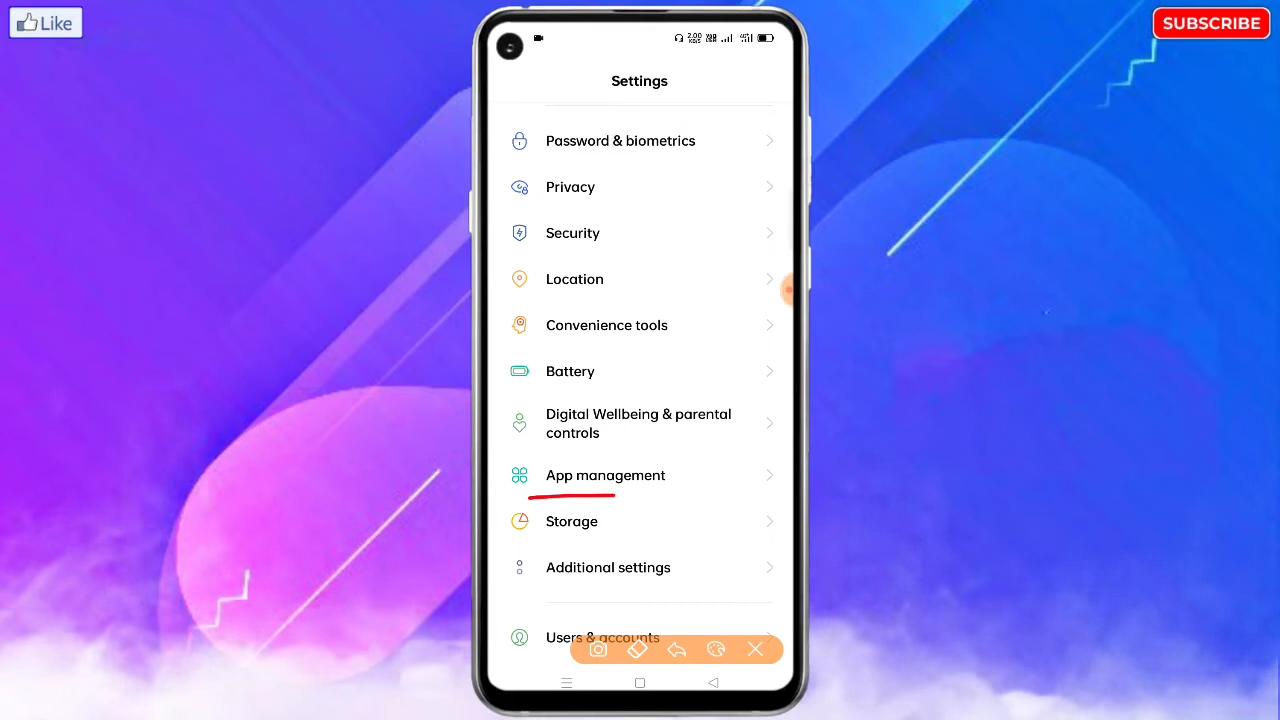 Like
SUBSCRIBE
Settings
Password & biometrics
Privacy
Security
Location
Convenience tools
Battery
Digital Wellbeing & parental
controls
App management
Storage
Additional settings
Users & accounts